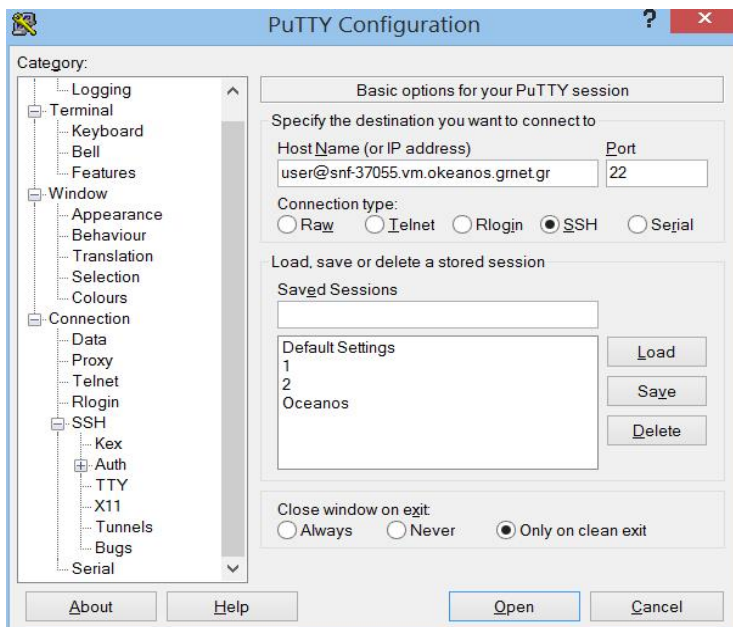 PuTTY Configuration
?
×
Category:
Logging
Terminal
Keyboard
Bell
Features
Window
Appearance
Behaviour
Translation
Selection
Colours
Connection
Data
Proxy
Telnet
Rlogin
SSH
Kex
Auth
TTY
X11
Tunnels
Bugs
Serial
Basic options for your PuTTY session
Specify the destination you want to connect to
Host Name (or IP address)
Port
user@snf-37055.vm.okeanos.grnet.gr
22
Connection type:
Raw Telnet Rlogin SSH Serial
Load, save or delete a stored session
Saved Sessions
Default Settings
1
2
Oceanos
Load
Save
Delete
Close window on exit:
Always Never Only on clean exit
About Help Open Cancel